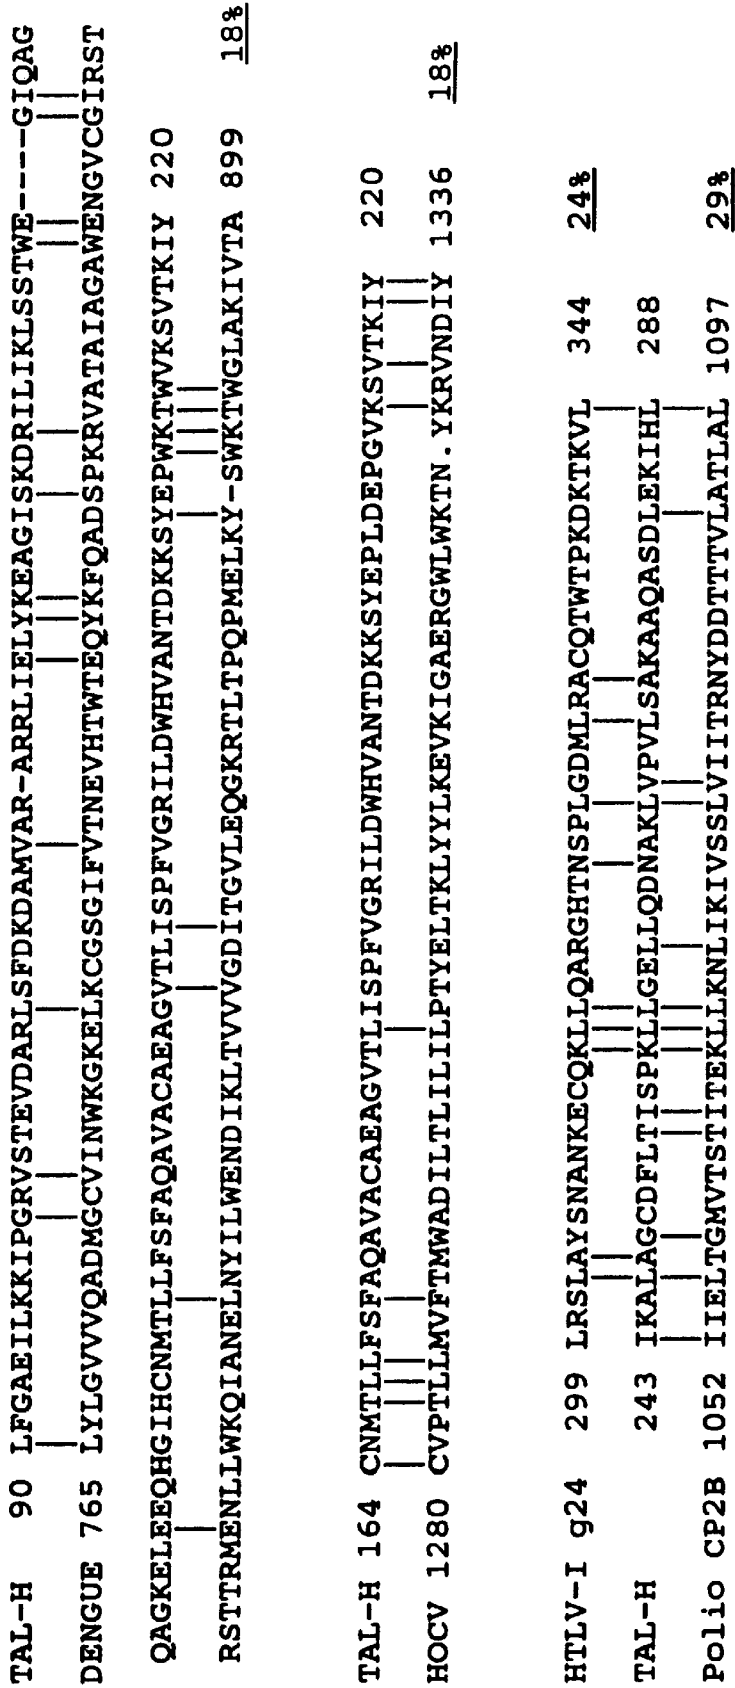 TAL-H 90 LFGAEILKKIPGRVSTEVDARLSFDKDAMVAR-ARRLIELYKEAGISKDRILIKLSSTWE----GIQAG
DENGUE 765 LYLGVVVQADMGCVINWKGKELKCGSGIFVTNEVHTWTEQYKFQADSPKRVATAIAGAWENGVCGIRST
QAGKELEEQHGIHCNMTLLFSFAQAVACAEAGVTLISPFVGRILDWHVANTDKKSYEPWKTWVKSVTKIY 220
RSTTRMENLLWKQIANELNYILWENDIKLTVVVGDITGVLEQGKRTLTPQPMELKY-SWKTWGLAKIVTA 899 18%
TAL-H 164 CNMTLLFSFAQAVACAEAGVTLISPFVGRILDWHVANTDKKSYEPLDEPGVKSVTKIY 220
HOCV 1280 CVPTLLMVFTMWADILTLILILPTYELTKLYYLKEVKIGAERGWLWKTN.YKRVNDIY 1336 18%
HTLV-I g24 299 LRSLAYSNANKECQKLLQARGHTNSPLGDMLRACQTWTPKDKTKVL 344 24%
TAL-H 243 IKALAGCDFLTISPKLLGELLQDNAKLVPVLSAKAAQASDLEKIHL 288
Polio CP2B 1052 IIELTGMVTSTITEKLLKNLIKIVSSLVIITRNYDDTTTVLATLAL 1097 29%